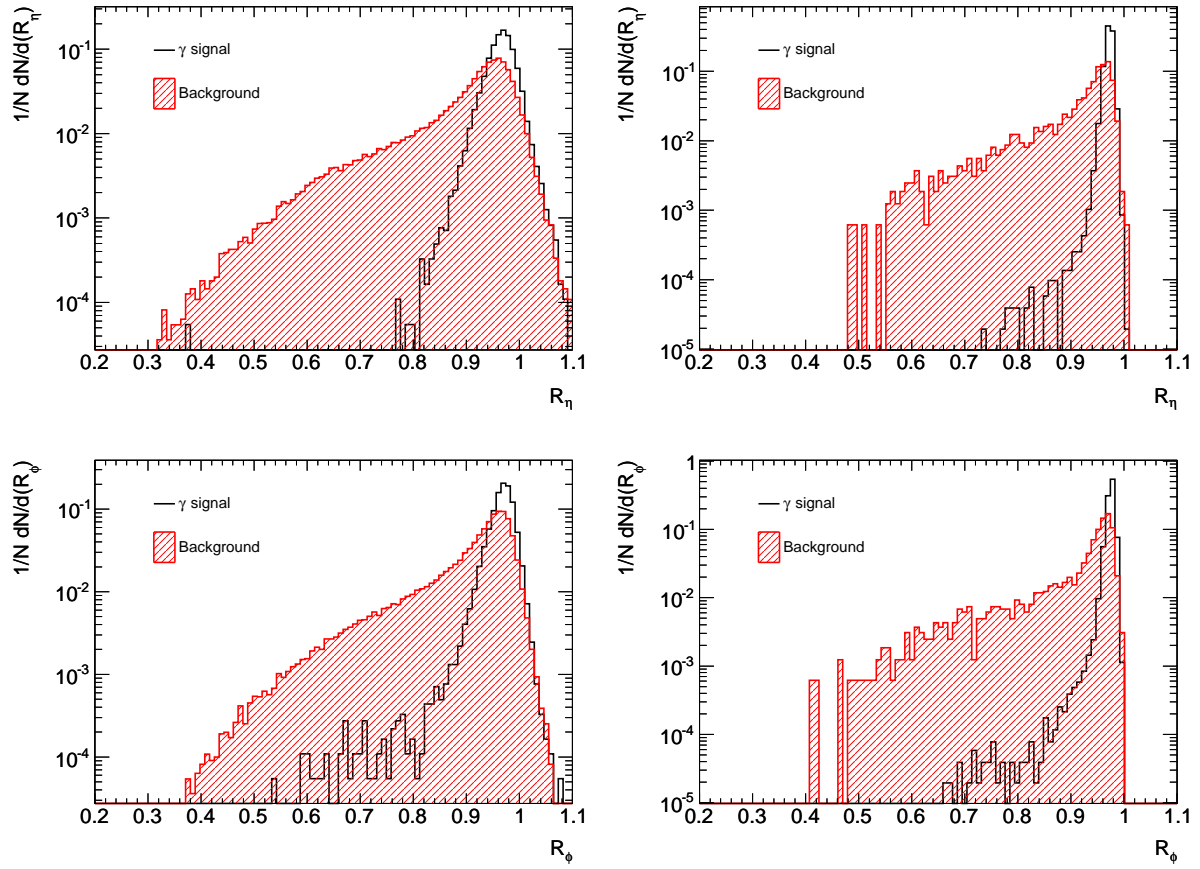 1/N dN/d(R_η)
γ signal
Background
10⁻¹
10⁻²
10⁻³
10⁻⁴
0.2 0.3 0.4 0.5 0.6 0.7 0.8 0.9 1 1.1
R_η
1/N dN/d(R_η)
γ signal
Background
10⁻¹
10⁻²
10⁻³
10⁻⁴
10⁻⁵
0.2 0.3 0.4 0.5 0.6 0.7 0.8 0.9 1 1.1
R_η
1/N dN/d(R_ϕ)
γ signal
Background
10⁻¹
10⁻²
10⁻³
10⁻⁴
0.2 0.3 0.4 0.5 0.6 0.7 0.8 0.9 1 1.1
R_ϕ
1/N dN/d(R_ϕ)
γ signal
Background
1
10⁻¹
10⁻²
10⁻³
10⁻⁴
10⁻⁵
0.2 0.3 0.4 0.5 0.6 0.7 0.8 0.9 1 1.1
R_ϕ